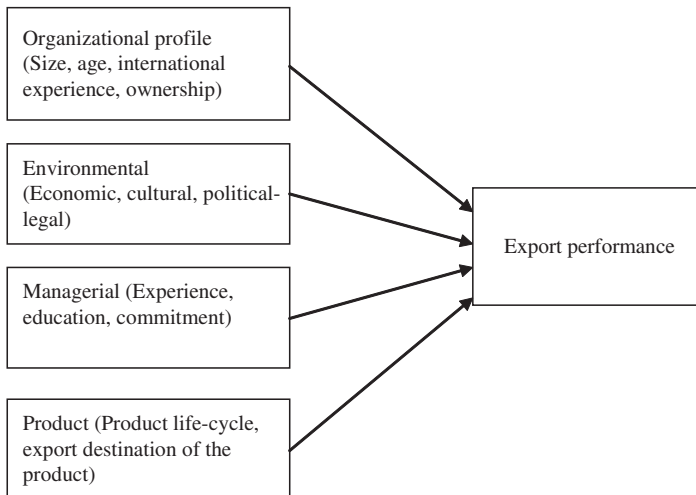 Organizational profile
(Size, age, international
experience, ownership)
Environmental
(Economic, cultural, political-
legal)
Managerial (Experience,
education, commitment)
Product (Product life-cycle,
export destination of the
product)
Export performance